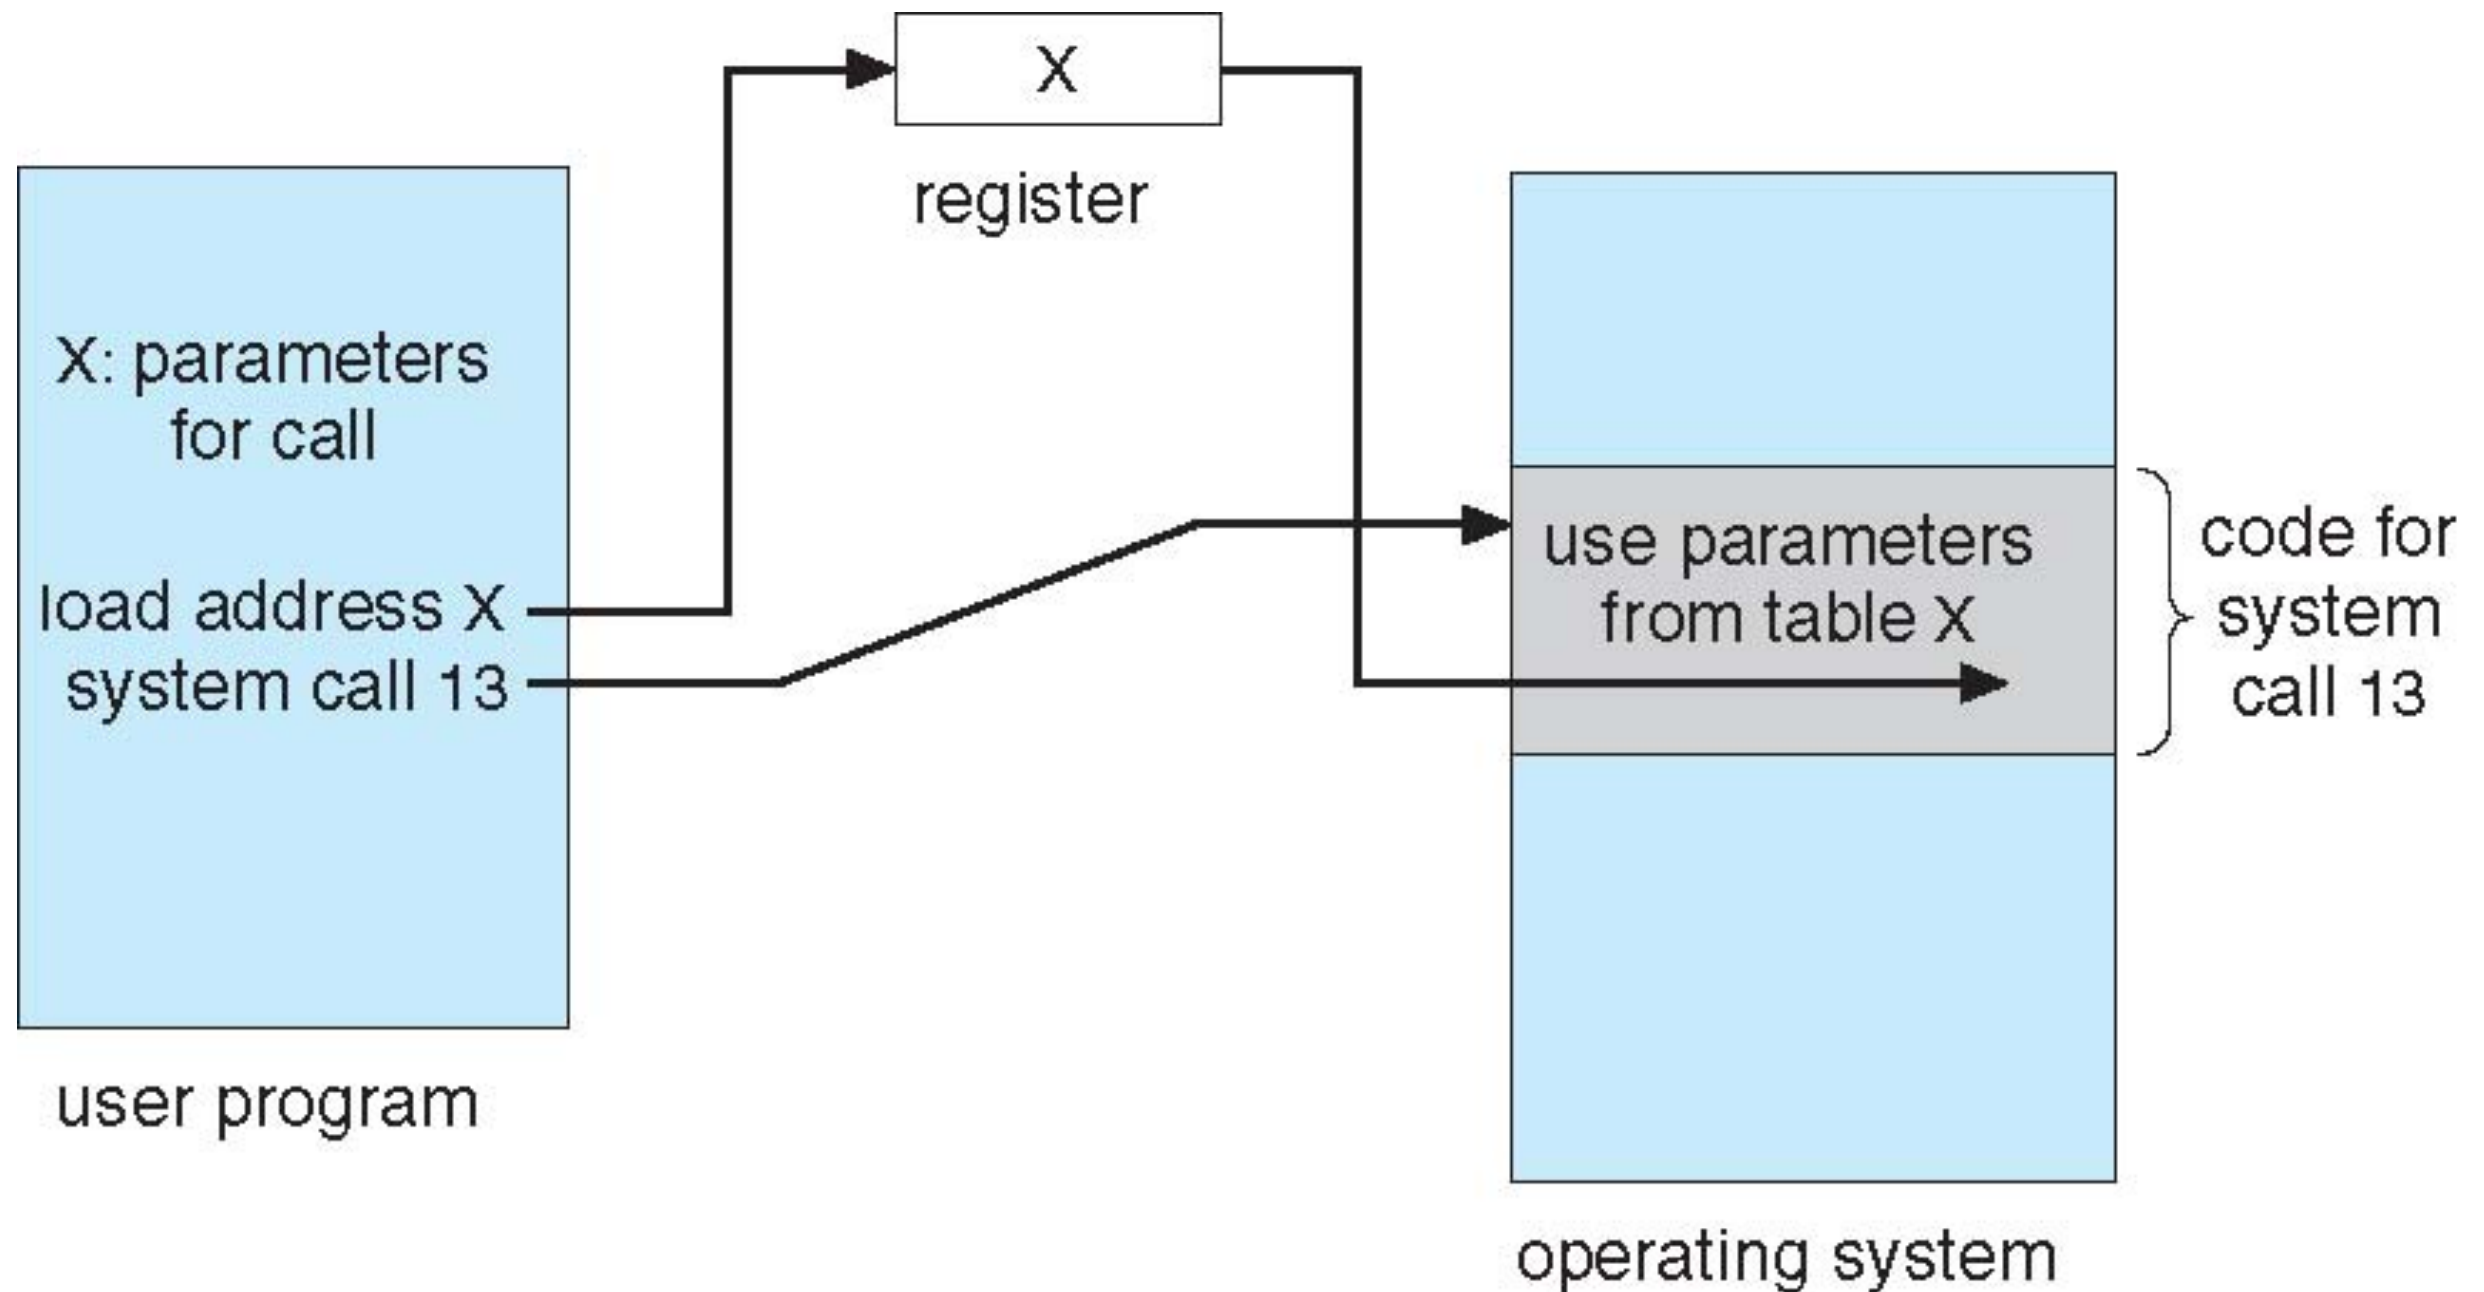 X
register
X: parameters
for call
load address X
system call 13
user program
use parameters
from table X
code for
system
call 13
operating system